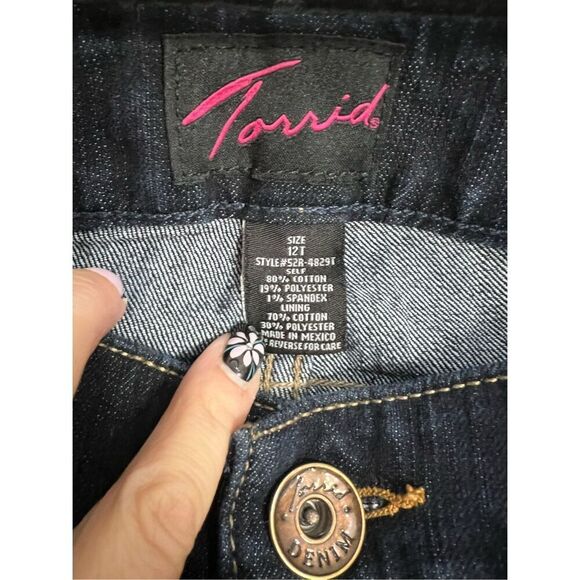 Torrid
SIZE
12T
STYLE#52R-4829T
SELF
80% COTTON
19% POLYESTER
1% SPANDEX
LINING
70% COTTON
30% POLYESTER
MADE IN MEXICO
REVERSE FOR CARE
Torrid
DENIM